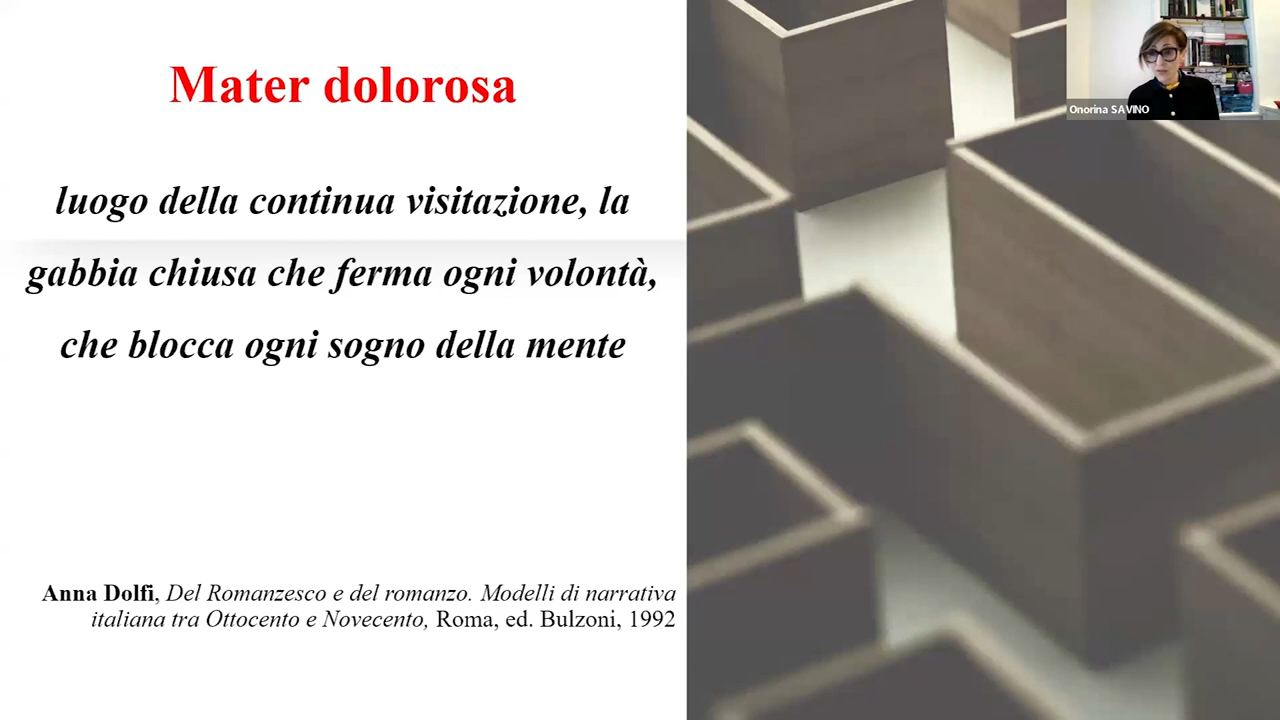 Mater dolorosa
luogo della continua visitazione, la
gabbia chiusa che ferma ogni volontà,
che blocca ogni sogno della mente
Anna Dolfi, Del Romanzesco e del romanzo. Modelli di narrativa
italiana tra Ottocento e Novecento, Roma, ed. Bulzoni, 1992
Onorina SAVINO